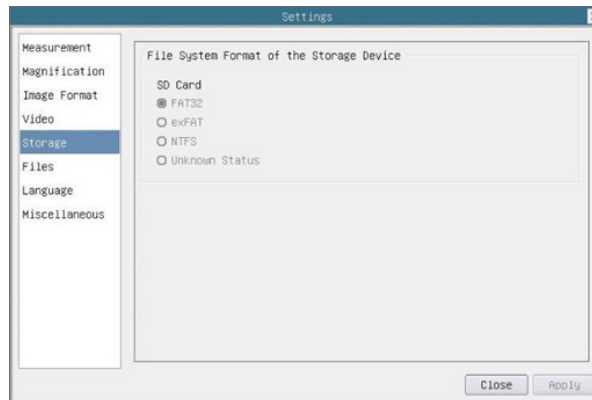 Settings
Measurement
Magnification
Image Format
Video
Storage
Files
Language
Miscellaneous
File System Format of the Storage Device
SD Card
FAT32
exFAT
NTFS
Unknown Status
Close
Apply